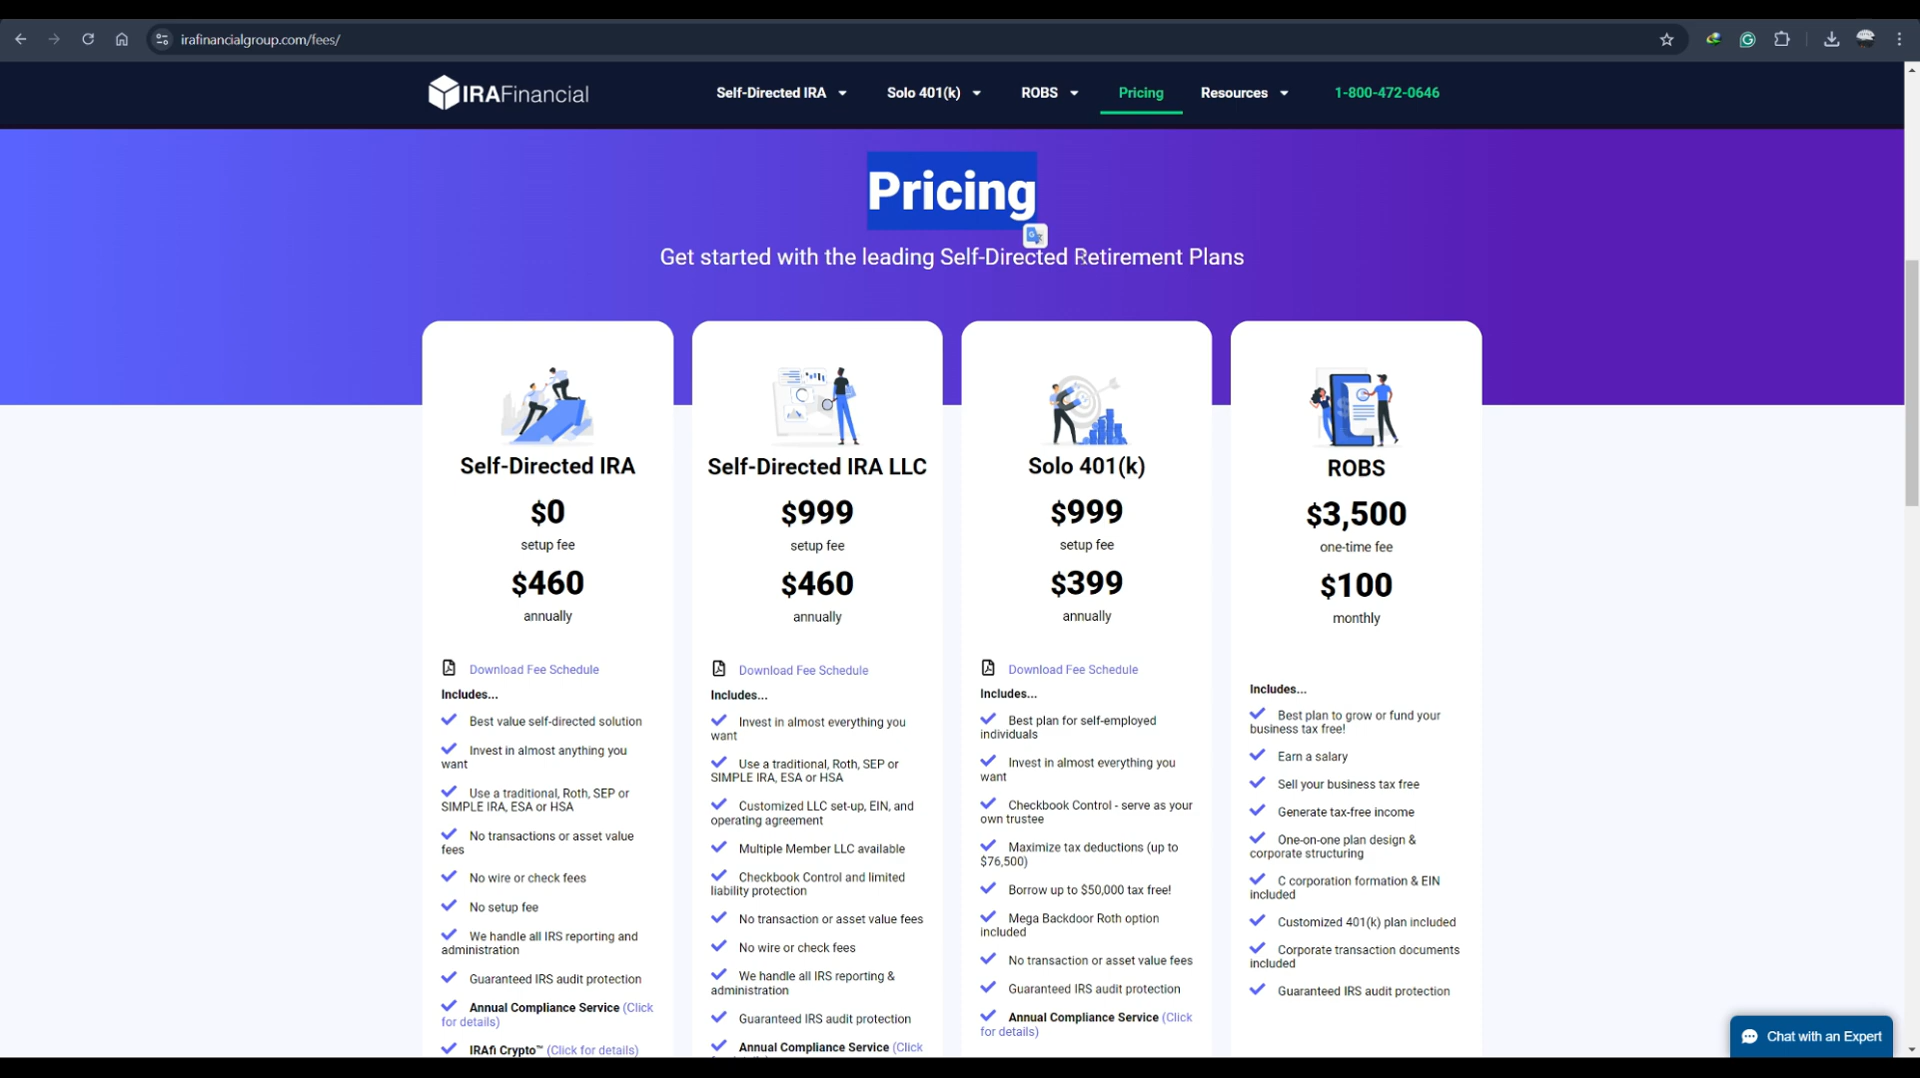 irafinancialgroup.com/fees/
IRAFinancial
Self-Directed IRA
Solo 401(k)
ROBS
Pricing
Resources
1-800-472-0646
Pricing
Get started with the leading Self-Directed Retirement Plans
Self-Directed IRA
$0
setup fee
$460
annually
Download Fee Schedule
Includes...
Best value self-directed solution
Invest in almost anything you
want
Use a traditional, Roth, SEP or
SIMPLE IRA, ESA or HSA
No transactions or asset value
fees
No wire or check fees
No setup fee
We handle all IRS reporting and
administration
Guaranteed IRS audit protection
Annual Compliance Service (Click
for details)
IRAfi Crypto™ (Click for details)
Self-Directed IRA LLC
$999
setup fee
$460
annually
Download Fee Schedule
Includes...
Invest in almost everything you
want
Use a traditional, Roth, SEP or
SIMPLE IRA, ESA or HSA
Customized LLC set-up, EIN, and
operating agreement
Multiple Member LLC available
Checkbook Control and limited
liability protection
No transaction or asset value fees
No wire or check fees
We handle all IRS reporting &
administration
Guaranteed IRS audit protection
Annual Compliance Service (Click
Solo 401(k)
$999
setup fee
$399
annually
Download Fee Schedule
Includes...
Best plan for self-employed
individuals
Invest in almost everything you
want
Checkbook Control - serve as your
own trustee
Maximize tax deductions (up to
$76,500)
Borrow up to $50,000 tax free!
Mega Backdoor Roth option
included
No transaction or asset value fees
Guaranteed IRS audit protection
Annual Compliance Service (Click
for details)
ROBS
$3,500
one-time fee
$100
monthly
Includes...
Best plan to grow or fund your
business tax free!
Earn a salary
Sell your business tax free
Generate tax-free income
One-on-one plan design &
corporate structuring
C corporation formation & EIN
included
Customized 401(k) plan included
Corporate transaction documents
included
Guaranteed IRS audit protection
Chat with an Expert